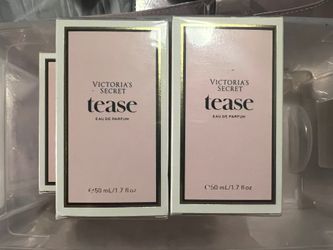 VICTORIA'S
SECRET
tease
EAU DE PARFUM
℮50 mL/1.7 fl oz
VICTORIA'S
SECRET
tease
EAU DE PARFUM
℮50 mL/1.7 fl oz